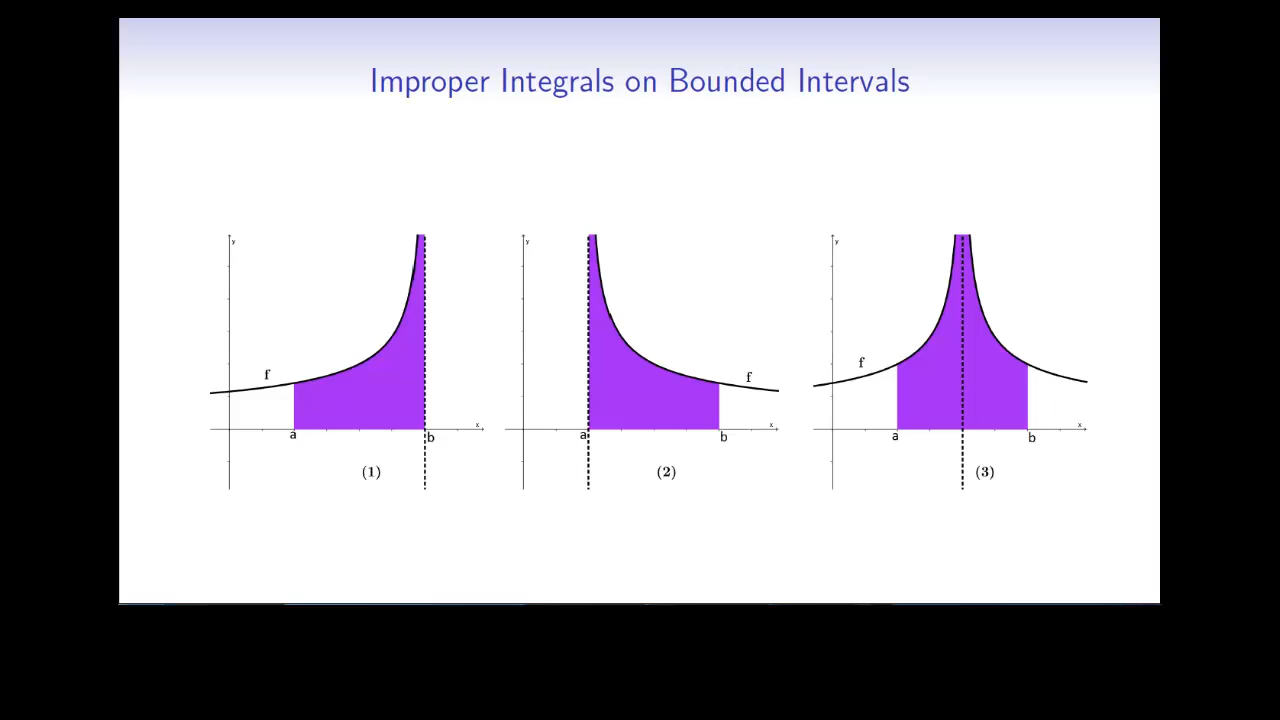 Improper Integrals on Bounded Intervals
y
f
x
a
b
(1)
y
f
x
a
b
(2)
y
f
x
a
b
(3)